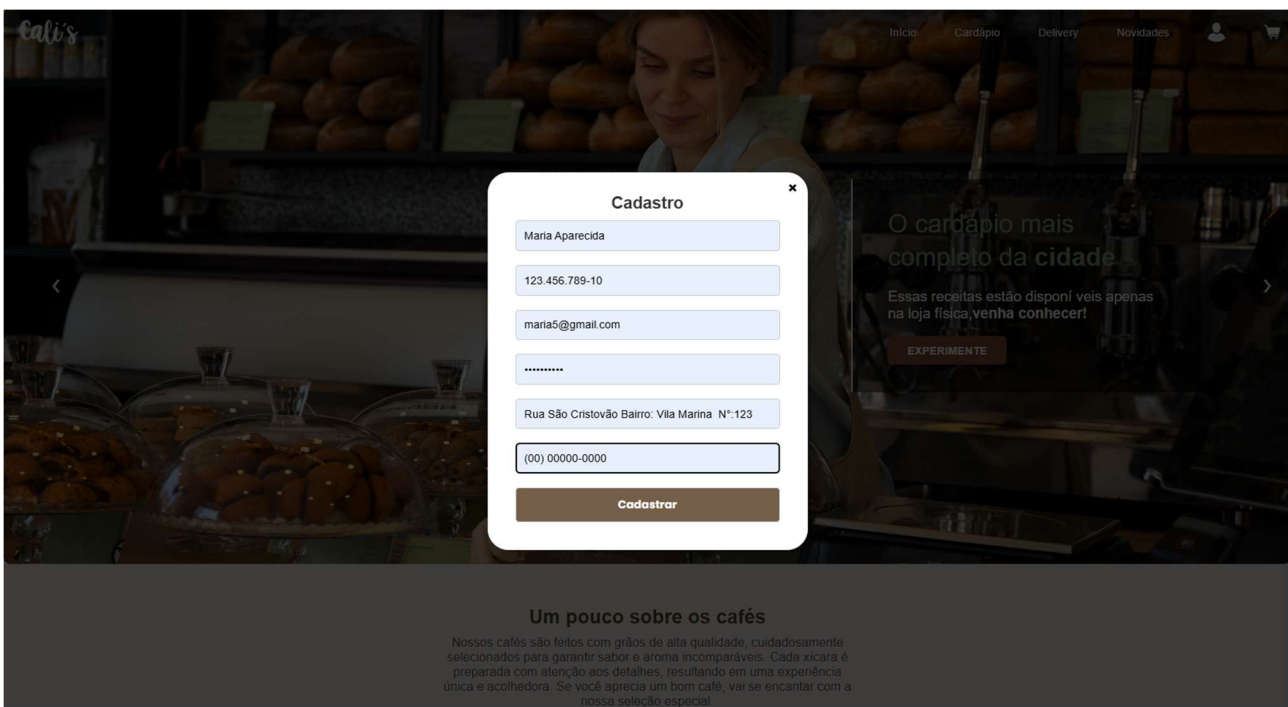 Cali's
Início Cardápio Delivery Novidades
Cadastro
Maria Aparecida
123.456.789-10
maria5@gmail.com
••••••••••
Rua São Cristovão Bairro: Vila Marina N°:123
(00) 00000-0000
Cadastrar
O cardápio mais
completo da cidade
Essas receitas estão disponí veis apenas
na loja física,venha conhecer!
EXPERIMENTE
Um pouco sobre os cafés
Nossos cafés são feitos com grãos de alta qualidade, cuidadosamente
selecionados para garantir sabor e aroma incomparáveis. Cada xícara é
preparada com atenção aos detalhes, resultando em uma experiência
única e acolhedora. Se você aprecia um bom café, vai se encantar com a
nossa seleção especial.